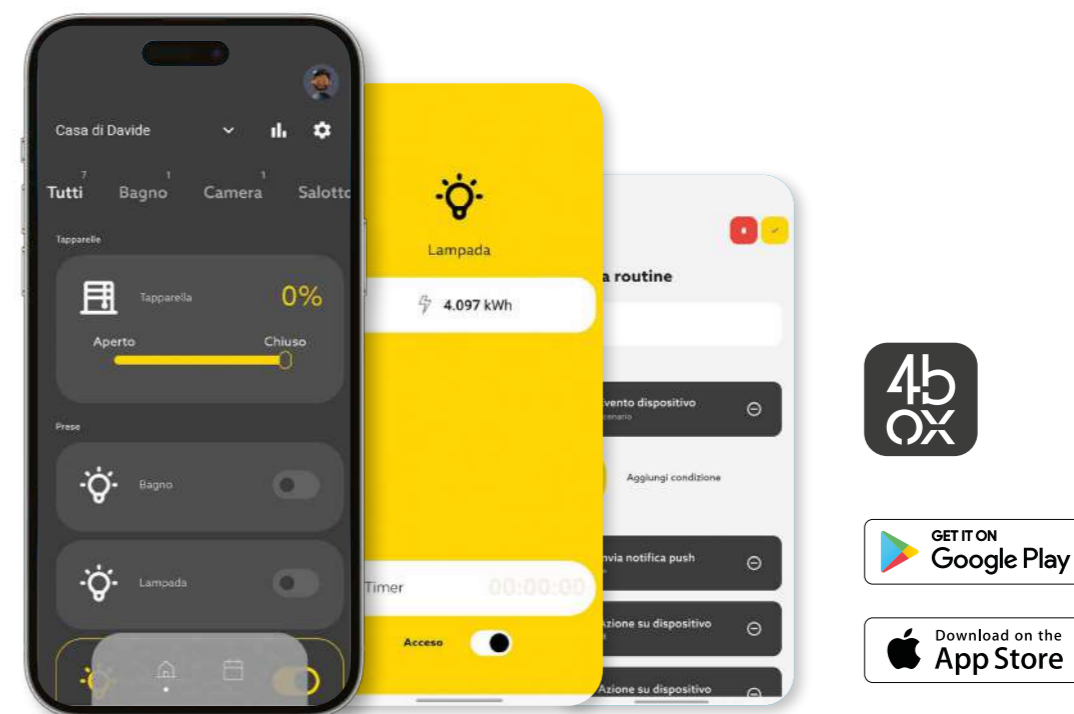 Casa di Davide
7
1
1
Tutti
Bagno
Camera
Salotto
Tapparelle
Tapparella
0%
Aperto
Chiuso
Prese
Bagno
Lampada
Lampada
4.097 kWh
Timer
00:00:00
Acceso
a routine
vento dispositivo
cenario
Aggiungi condizione
nvia notifica push
Azione su dispositivo
Azione su dispositivo
4b
ox
GET IT ON
Google Play
Download on the
App Store